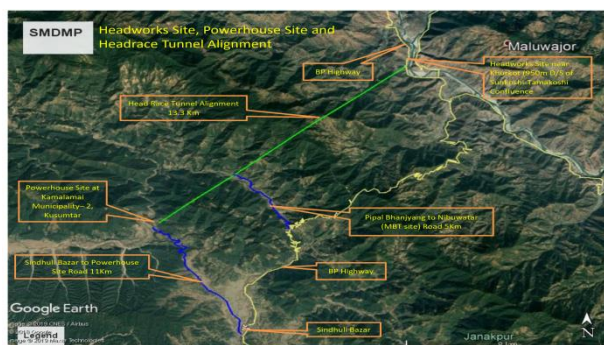 SMDMP
Headworks Site, Powerhouse Site and
Headrace Tunnel Alignment
Maluwajor
BP Highway
Headworks Site near
Khurkot (950m D/S of
Sunkoshi-Tamakoshi
Confluence
Head Race Tunnel Alignment
13.3 Km
Powerhouse Site at
Kamalamai
Municipality-2,
Kusumtar
Pipal Bhanjyang to Nibuwatar
(MBT site) Road 5Km
Sindhuli Bazar to Powerhouse
Site Road 11Km
BP Highway
Google Earth
Sindhuli Bazar
Legend
Janakpur
N